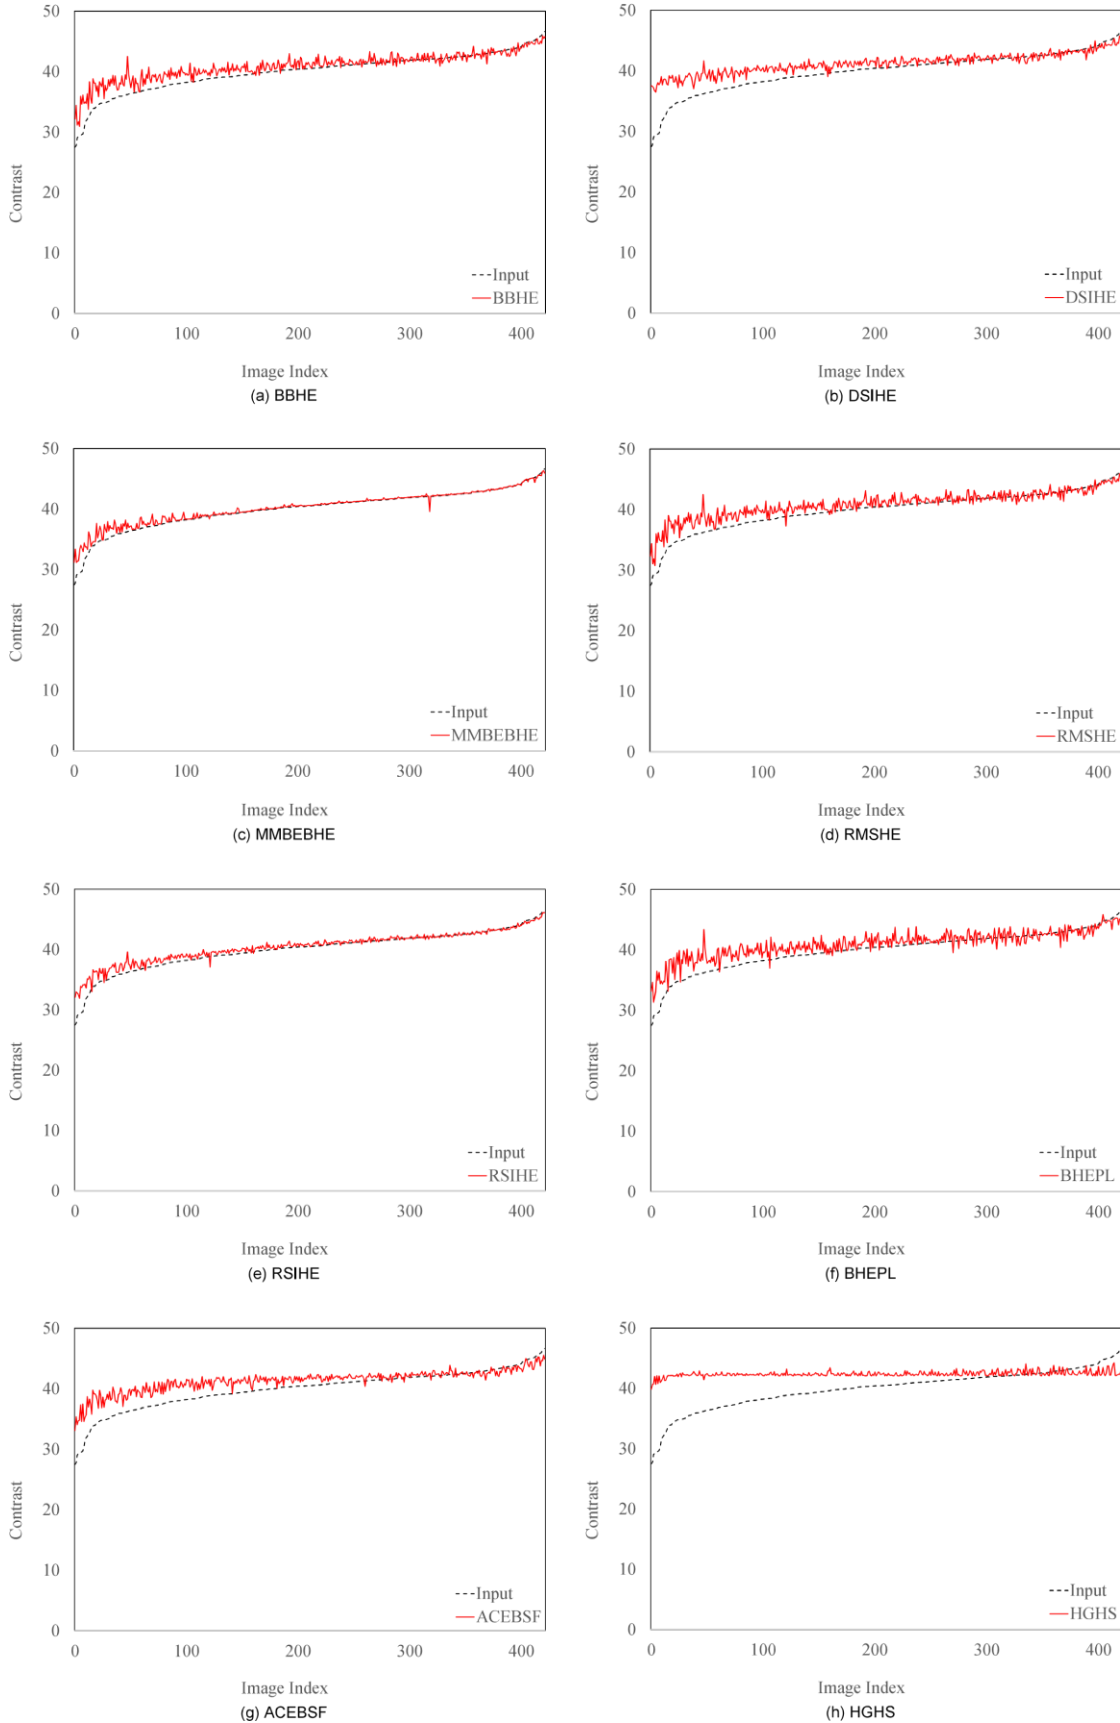 50
40
30
20
10
0
Contrast
Input
BBHE
0 100 200 300 400
Image Index
(a) BBHE
50
40
30
20
10
0
Contrast
Input
DSIHE
0 100 200 300 400
Image Index
(b) DSIHE
50
40
30
20
10
0
Contrast
Input
MMBEBHE
0 100 200 300 400
Image Index
(c) MMBEBHE
50
40
30
20
10
0
Contrast
Input
RMSHE
0 100 200 300 400
Image Index
(d) RMSHE
50
40
30
20
10
0
Contrast
Input
RSIHE
0 100 200 300 400
Image Index
(e) RSIHE
50
40
30
20
10
0
Contrast
Input
BHEPL
0 100 200 300 400
Image Index
(f) BHEPL
50
40
30
20
10
0
Contrast
Input
ACEBSF
0 100 200 300 400
Image Index
(g) ACEBSF
50
40
30
20
10
0
Contrast
Input
HGHS
0 100 200 300 400
Image Index
(h) HGHS